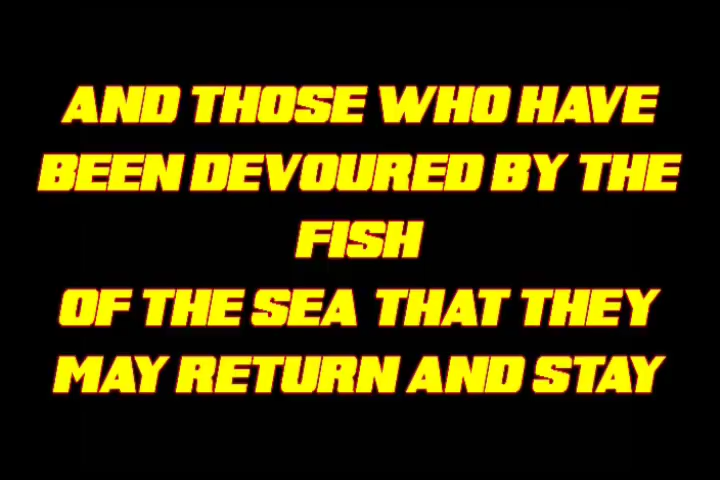 AND THOSE WHO HAVE
BEEN DEVOURED BY THE
FISH
OF THE SEA THAT THEY
MAY RETURN AND STAY